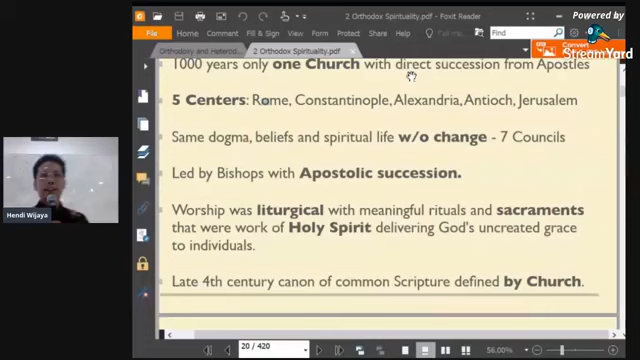 2 Orthodox Spirituality.pdf - Foxit Reader
Powered by
StreamYard
File
Home
Comment
View
Form
Protect
Share
Help
Extras
Find
Orthodoxy and Heterod...
2 Orthodox Spirituality.pdf
Convert
1000 years only one Church with direct succession from Apostles
5 Centers: Rome, Constantinople, Alexandria, Antioch, Jerusalem
Same dogma, beliefs and spiritual life w/o change - 7 Councils
Led by Bishops with Apostolic succession.
Worship was liturgical with meaningful rituals and sacraments
that were work of Holy Spirit delivering God's uncreated grace
to individuals.
Late 4th century canon of common Scripture defined by Church.
Hendi Wijaya
20 / 420
56.00%